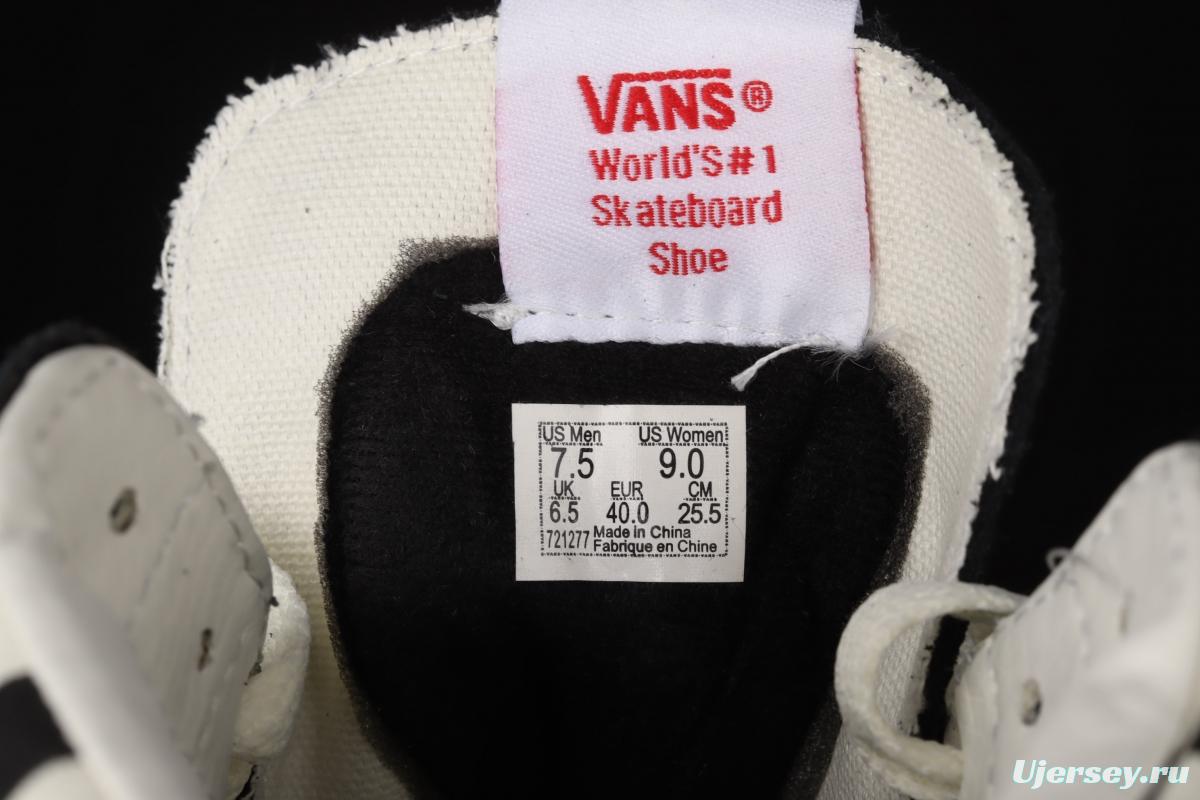 VANS®
World'S#1
Skateboard
Shoe
US Men US Women
7.5 9.0
UK EUR CM
6.5 40.0 25.5
721277 Made in China
Fabrique en Chine
Ujersey.ru